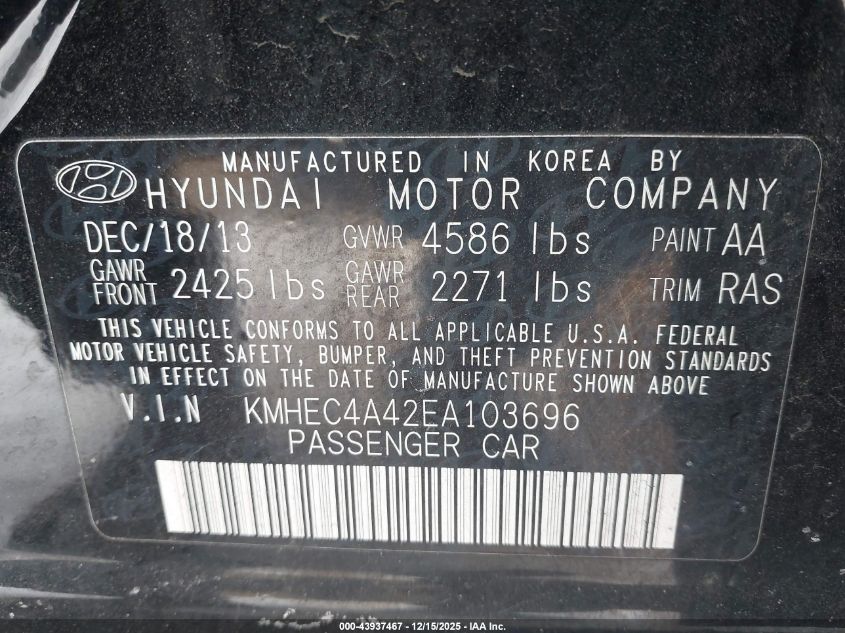 MANUFACTURED IN KOREA BY
HYUNDAI MOTOR COMPANY
DEC/18/13 GVWR 4586 lbs PAINT AA
GAWR FRONT 2425 lbs GAWR REAR 2271 lbs TRIM RAS
THIS VEHICLE CONFORMS TO ALL APPLICABLE U.S.A. FEDERAL
MOTOR VEHICLE SAFETY, BUMPER, AND THEFT PREVENTION STANDARDS
IN EFFECT ON THE DATE OF MANUFACTURE SHOWN ABOVE
V.I.N KMHEC4A42EA103696
PASSENGER CAR
000-43937467 - 12/15/2025 - IAA Inc.